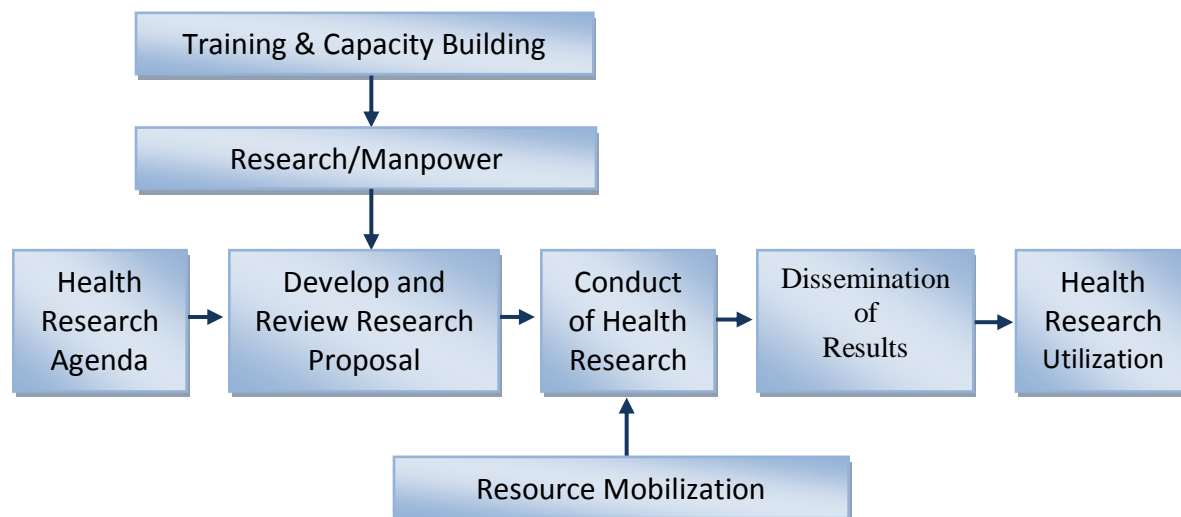 Training & Capacity Building
Research/Manpower
Health
Research
Agenda
Develop and
Review Research
Proposal
Conduct
of Health
Research
Dissemination
of
Results
Health
Research
Utilization
Resource Mobilization